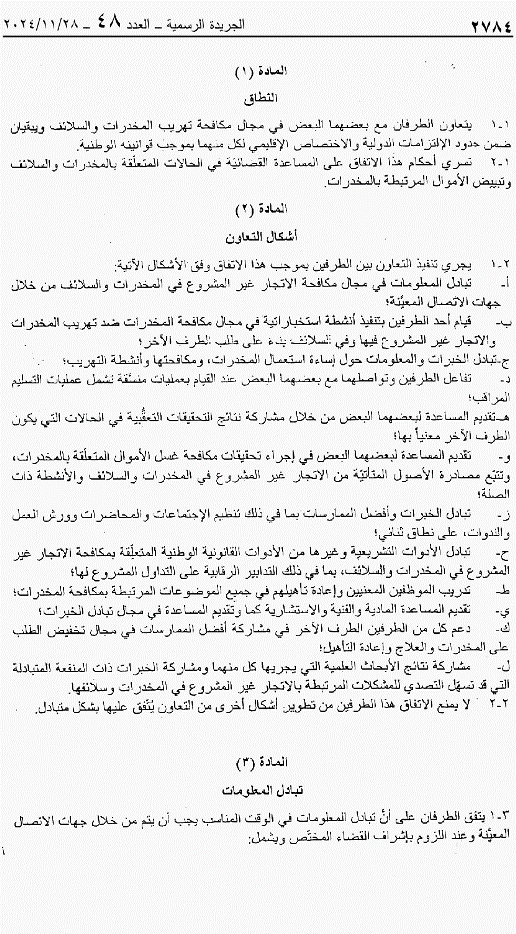 ٢٧٨٤ الجريدة الرسمية ــ العدد ٤٨ ــ ٢٠٢٤/١١/٢٨
المادة (١)
النطاق
١-١ يتعاون الطرفان مع بعضهما البعض في مجال مكافحة تهريب المخدرات والسلائف ويبقيان
ضمن حدود الإلتزامات الدولية والاختصاص الإقليمي لكل منهما بموجب قوانينه الوطنية.
٢-١ تسري أحكام هذا الاتفاق على المساعدة القضائيّة في الحالات المتعلّقة بالمخدرات والسلائف
وتبييض الأموال المرتبطة بالمخدرات.
المادة (٢)
أشكال التعاون
١-٢ يجري تنفيذ التعاون بين الطرفين بموجب هذا الاتفاق وفق الأشكال الآتية:
أ- تبادل المعلومات في مجال مكافحة الاتجار غير المشروع في المخدرات والسلائف من خلال
جهات الاتصال المعيّنة؛
ب- قيام أحد الطرفين بتنفيذ أنشطة استخباراتية في مجال مكافحة المخدرات ضد تهريب المخدرات
والاتجار غير المشروع فيها وفي السلائف بناء على طلب الطرف الآخر؛
ج- تبادل الخبرات والمعلومات حول إساءة استعمال المخدرات، ومكافحتها وأنشطة التهريب؛
د- تفاعل الطرفين وتواصلهما مع بعضهما البعض عند القيام بعمليات منسّقة تشمل عمليات التسليم
المراقب؛
هـ- تقديم المساعدة لبعضهما البعض من خلال مشاركة نتائج التحقيقات التعقُّبية في الحالات التي يكون
الطرف الآخر معنياً بها؛
و- تقديم المساعدة لبعضهما البعض في إجراء تحقيقات مكافحة غسل الأموال المتعلّقة بالمخدرات،
وتتبّع مصادرة الأصول المتأتيّة من الاتجار غير المشروع في المخدرات والسلائف والأنشطة ذات
الصلة؛
ز- تبادل الخبرات وأفضل الممارسات بما في ذلك تنظيم الإجتماعات والمحاضرات وورش العمل
والندوات، على نطاق ثنائي؛
ح- تبادل الأدوات التشريعية وغيرها من الأدوات القانونية الوطنية المتعلّقة بمكافحة الاتجار غير
المشروع في المخدرات والسلائف، بما في ذلك التدابير الرقابية على التداول المشروع لها؛
ط- تدريب الموظفين المعنيين وإعادة تأهيلهم في جميع الموضوعات المرتبطة بمكافحة المخدرات؛
ي- تقديم المساعدة المادية والفنية والاستشارية كما وتقديم المساعدة في مجال تبادل الخبرات؛
ك- دعم كل من الطرفين الطرف الآخر في مشاركة أفضل الممارسات في مجال تخفيض الطلب
على المخدرات والعلاج وإعادة التأهيل؛
ل- مشاركة نتائج الأبحاث العلمية التي يجريها كل منهما ومشاركة الخبرات ذات المنفعة المتبادلة
التي قد تسهّل التصدي للمشكلات المرتبطة بالاتجار غير المشروع في المخدرات وسلائفها.
٢-٢ لا يمنع الاتفاق هذا الطرفين من تطوير أشكال أخرى من التعاون يُتّفق عليها بشكل متبادل.
المادة (٣)
تبادل المعلومات
١-٣ يتفق الطرفان على أنَّ تبادل المعلومات في الوقت المناسب يجب أن يتم من خلال جهات الاتصال
المعيَّنة وعند اللزوم بإشراف القضاء المختّص ويشمل: